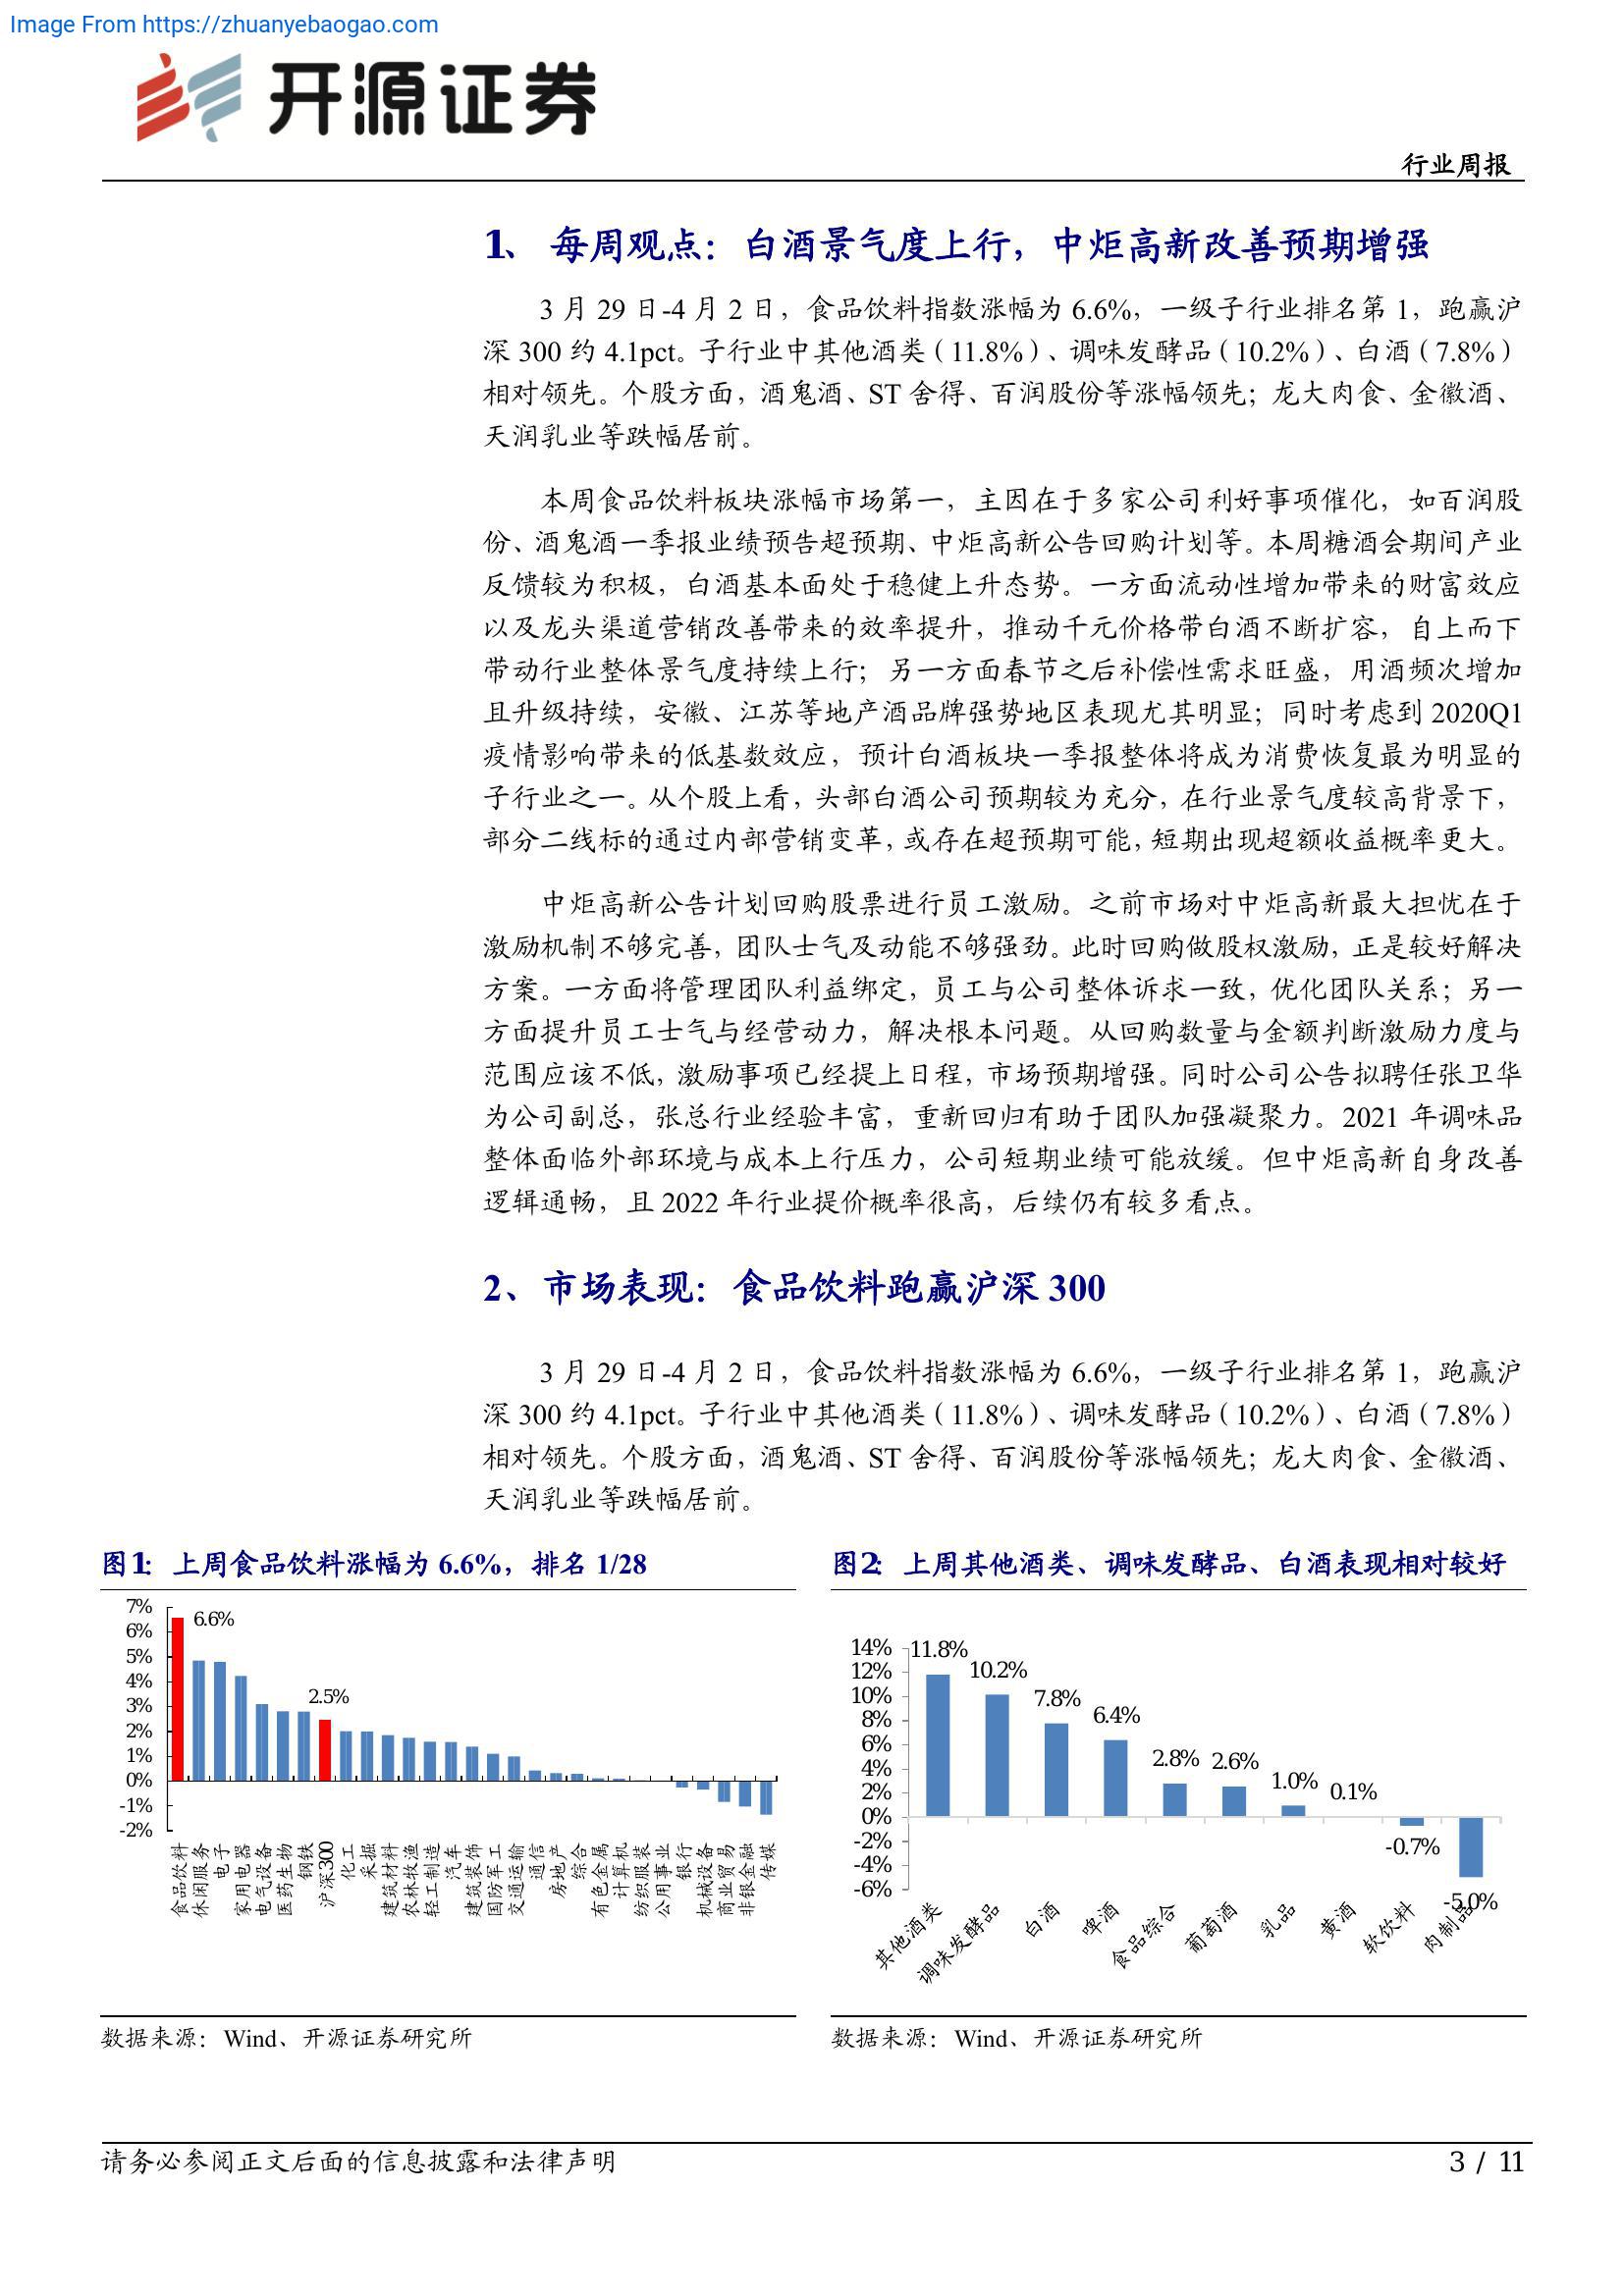 Image From https://zhuanyebaogao.com
开源证券
行业周报
1、 每周观点：白酒景气度上行，中炬高新改善预期增强
3 月 29 日-4 月 2 日，食品饮料指数涨幅为 6.6%，一级子行业排名第 1，跑赢沪
深 300 约 4.1pct。子行业中其他酒类（11.8%）、调味发酵品（10.2%）、白酒（7.8%）
相对领先。个股方面，酒鬼酒、ST 舍得、百润股份等涨幅领先；龙大肉食、金徽酒、
天润乳业等跌幅居前。
本周食品饮料板块涨幅市场第一，主因在于多家公司利好事项催化，如百润股
份、酒鬼酒一季报业绩预告超预期、中炬高新公告回购计划等。本周糖酒会期间产业
反馈较为积极，白酒基本面处于稳健上升态势。一方面流动性增加带来的财富效应
以及龙头渠道营销改善带来的效率提升，推动千元价格带白酒不断扩容，自上而下
带动行业整体景气度持续上行；另一方面春节之后补偿性需求旺盛，用酒频次增加
且升级持续，安徽、江苏等地产酒品牌强势地区表现尤其明显；同时考虑到 2020Q1
疫情影响带来的低基数效应，预计白酒板块一季报整体将成为消费恢复最为明显的
子行业之一。从个股上看，头部白酒公司预期较为充分，在行业景气度较高背景下，
部分二线标的通过内部营销变革，或存在超预期可能，短期出现超额收益概率更大。
中炬高新公告计划回购股票进行员工激励。之前市场对中炬高新最大担忧在于
激励机制不够完善，团队士气及动能不够强劲。此时回购做股权激励，正是较好解决
方案。一方面将管理团队利益绑定，员工与公司整体诉求一致，优化团队关系；另一
方面提升员工士气与经营动力，解决根本问题。从回购数量与金额判断激励力度与
范围应该不低，激励事项已经提上日程，市场预期增强。同时公司公告拟聘任张卫华
为公司副总，张总行业经验丰富，重新回归有助于团队加强凝聚力。2021 年调味品
整体面临外部环境与成本上行压力，公司短期业绩可能放缓。但中炬高新自身改善
逻辑通畅，且 2022 年行业提价概率很高，后续仍有较多看点。
2、 市场表现：食品饮料跑赢沪深 300
3 月 29 日-4 月 2 日，食品饮料指数涨幅为 6.6%，一级子行业排名第 1，跑赢沪
深 300 约 4.1pct。子行业中其他酒类（11.8%）、调味发酵品（10.2%）、白酒（7.8%）
相对领先。个股方面，酒鬼酒、ST 舍得、百润股份等涨幅领先；龙大肉食、金徽酒、
天润乳业等跌幅居前。
图1：上周食品饮料涨幅为 6.6%，排名 1/28
7%
6%
5%
4%
3%
2%
1%
0%
-1%
-2%
6.6%
2.5%
食品饮料
休闲服务
电子
家用电器
电气设备
医药生物
钢铁
沪深300
化工
采掘
建筑材料
农林牧渔
轻工制造
汽车
建筑装饰
国防军工
交通运输
通信
房地产
综合
有色金属
计算机
纺织服装
公用事业
银行
机械设备
商业贸易
非银金融
传媒
数据来源：Wind、开源证券研究所
图2：上周其他酒类、调味发酵品、白酒表现相对较好
14%
12%
10%
8%
6%
4%
2%
0%
-2%
-4%
-6%
11.8%
10.2%
7.8%
6.4%
2.8%
2.6%
1.0%
0.1%
-0.7%
-5.0%
其他酒类
调味发酵品
白酒
啤酒
食品综合
葡萄酒
乳品
黄酒
软饮料
肉制品
数据来源：Wind、开源证券研究所
请务必参阅正文后面的信息披露和法律声明
3 / 11